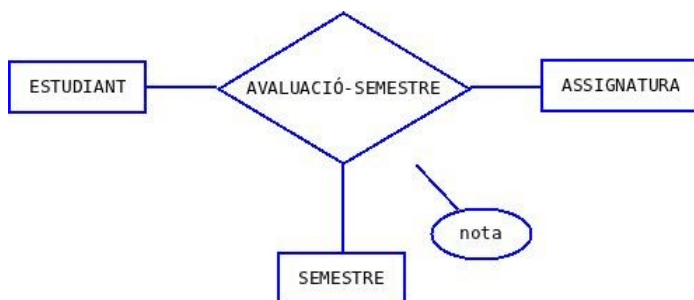 ESTUDIANT
AVALUACIÓ-SEMESTRE
ASSIGNATURA
nota
SEMESTRE